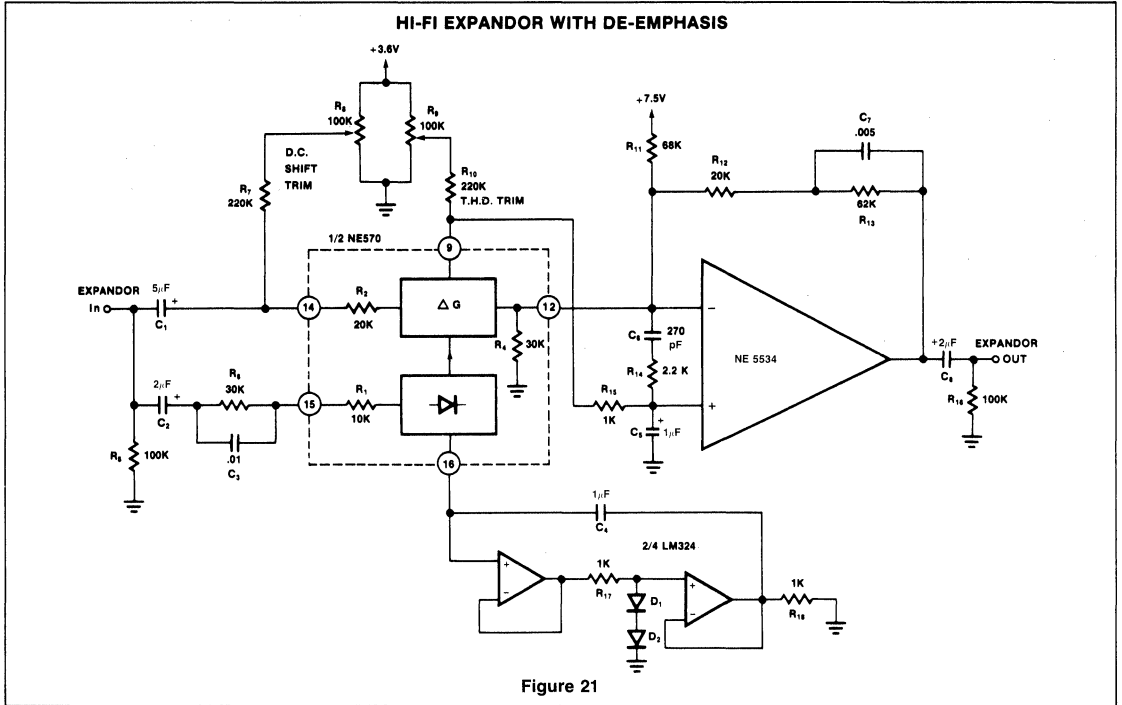 HI-FI EXPANDOR WITH DE-EMPHASIS
+3.6V
R8
100K
R9
100K
D.C.
SHIFT
TRIM
R7
220K
R10
220K
T.H.D. TRIM
+7.5V
R11
68K
R12
20K
C7
.005
62K
R13
1/2 NE570
9
EXPANDOR
In
5µF
+
C1
14
R2
20K
ΔG
R4
30K
12
C6
270
pF
R14
2.2 K
R15
1K
C5
+
1µF
−
+
NE 5534
+2µF
C8
EXPANDOR
OUT
R16
100K
2µF
+
C2
R6
30K
.01
C3
R5
100K
15
R1
10K
16
1µF
C4
2/4 LM324
+
−
1K
R17
D1
D2
+
−
1K
R18
Figure 21